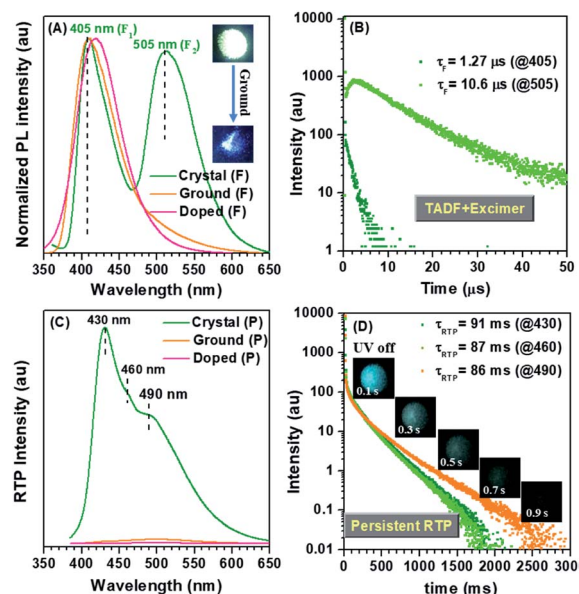 (A)
405 nm (F1)
505 nm (F2)
Ground
Crystal (F)
Ground (F)
Doped (F)
Normalized PL intensity (au)
350 400 450 500 550 600 650
Wavelength (nm)
(B)
τF = 1.27 μs (@405)
τF = 10.6 μs (@505)
TADF+Excimer
Intensity (au)
10000
1000
100
10
1
0 10 20 30 40 50
Time (μs)
(C)
430 nm
460 nm
490 nm
Crystal (P)
Ground (P)
Doped (P)
RTP Intensity (au)
350 400 450 500 550 600 650
Wavelength (nm)
(D)
UV off
τRTP = 91 ms (@430)
τRTP = 87 ms (@460)
τRTP = 86 ms (@490)
0.1 s
0.3 s
0.5 s
0.7 s
0.9 s
Persistent RTP
Intensity (au)
10000
1000
100
10
1
0.1
0.01
0 500 1000 1500 2000 2500 300
time (ms)